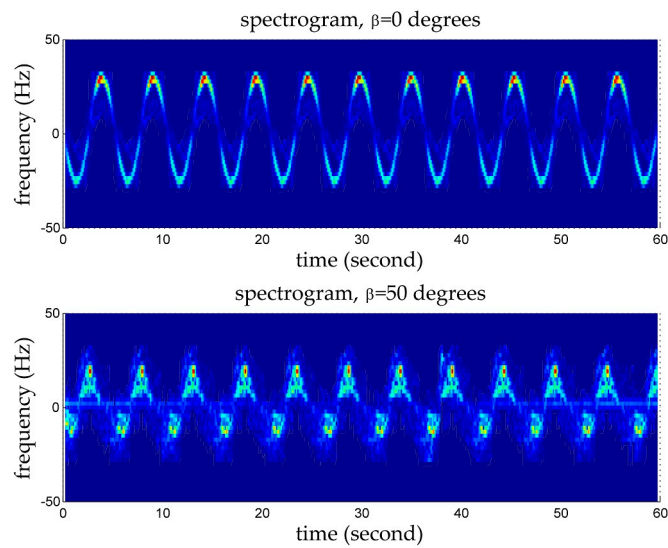 spectrogram, β=0 degrees
50
0
-50
frequency (Hz)
0 10 20 30 40 50 60
time (second)
spectrogram, β=50 degrees
50
0
-50
frequency (Hz)
0 10 20 30 40 50 60
time (second)